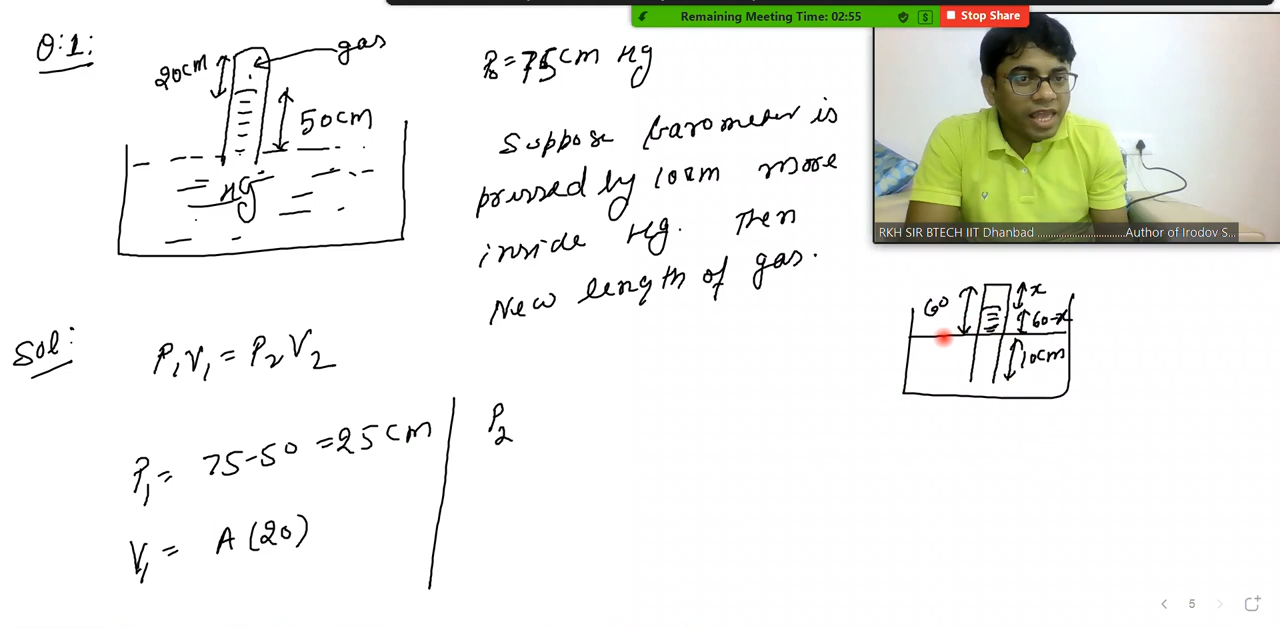 Remaining Meeting Time: 02:55
$
Stop Share
Q:1:
20cm
gas
50cm
Hg
P₀=75cm Hg
Suppose barometer is
pressed by 10cm more
inside Hg. Then
New length of gas.
RKH SIR BTECH IIT Dhanbad ..............................Author of Irodov S...
60
x
60-x
10cm
Sol:
P₁V₁ = P₂V₂
P₁ = 75-50 =25cm
P₂
V₁ = A(20)
5